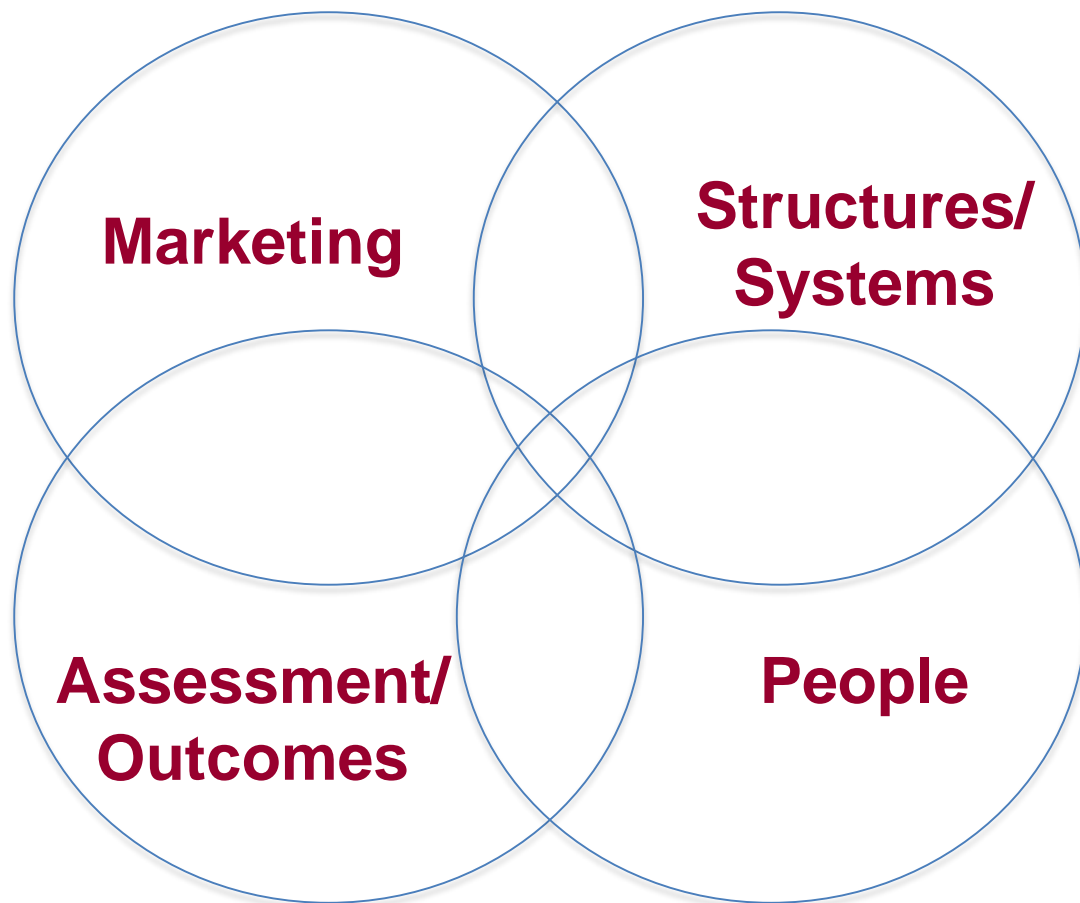 Marketing
Structures/
Systems
Assessment/
Outcomes
People